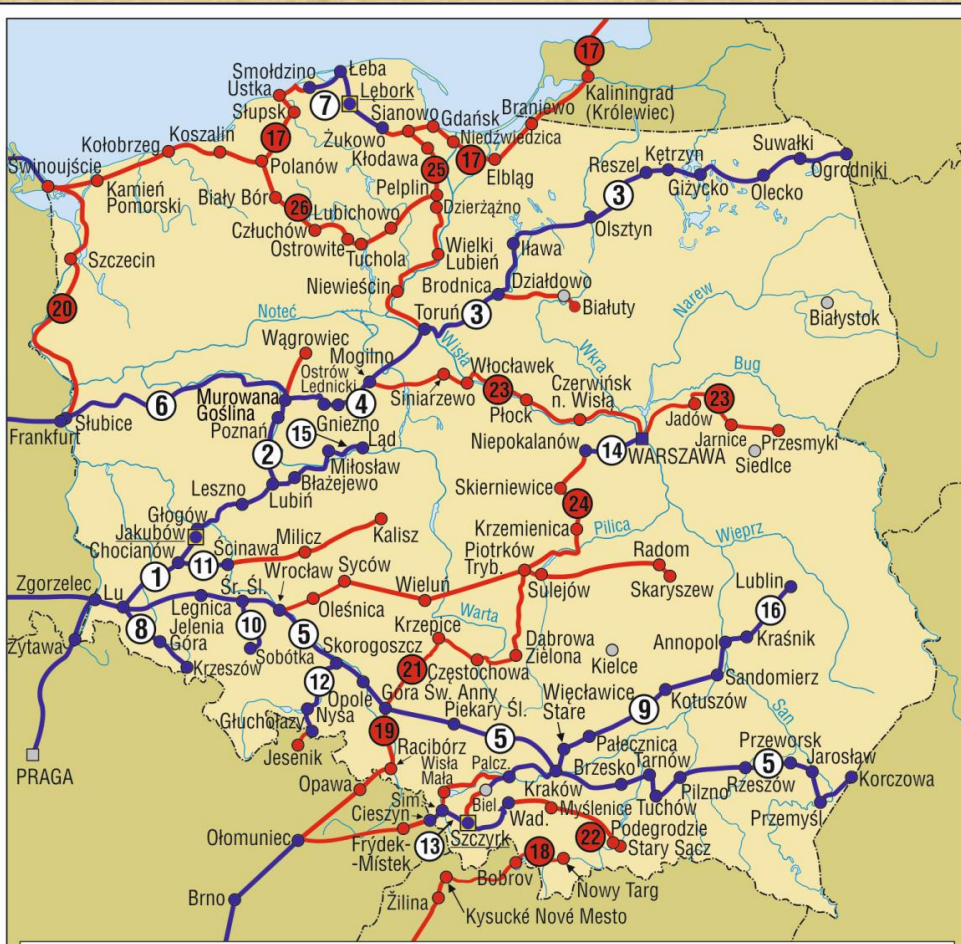 17
Łeba
Smołdzino
Ustka
7
Lębork
Kaliningrad
(Królewiec)
Słupsk
Sianowo
Gdańsk
Braniewo
Koszalin
17
Żukowo
Niedźwiedzica
Suwałki
Kołobrzeg
Kłodawa
17
Reszel
Kętrzyn
Świnoujście
Polanów
25
Elbląg
Ogrodniki
Kamień
Pomorski
Biały Bór
Pelplin
3
Giżycko
Olecko
26
Lubichowo
Dzierżążno
Człuchów
Olsztyn
Ostrowite
Tuchola
Iława
Szczecin
Wielki
Lubień
Działdowo
Brodnica
Niewieścin
Narew
20
Noteć
Toruń
3
Białuty
Białystok
Wągrowiec
Mogilno
Wisła
Wkra
Ostrów
Lednicki
Włocławek
Bug
6
Murowana
Goślina
4
Siniarzewo
23
Czerwińsk
n. Wisłą
23
Słubice
Gniezno
Płock
Jadów
Frankfurt
Poznań
15
Ląd
Niepokalanów
Jarnice
Przesmyki
2
Miłosław
14
WARSZAWA
Siedlce
Leszno
Błażejewo
Skierniewice
Lubiń
24
Głogów
Jakubów
Kalisz
Krzemienica
Pilica
Wieprz
Chocianów
Ścinawa
Milicz
Piotrków
Tryb.
Radom
1
11
Syców
Zgorzelec
Wrocław
Wieluń
Lublin
Lu
Śr. Śl.
Sulejów
Skaryszew
Legnica
Oleśnica
16
8
Jelenia
Góra
10
5
Warta
Żytawa
Krzepice
Annopol
Kraśnik
Skorogoszcz
Dąbrowa
Zielona
Sobótka
Kielce
Krzeszów
12
21
Częstochowa
Sandomierz
Opole
Góra Św. Anny
Więcławice
Stare
Kotuszów
Głuchołazy
Nysa
Piekary Śl.
9
San
19
5
Pałecznica
Przeworsk
Jesenik
Racibórz
Tarnów
Jarosław
PRAGA
Wisła
Mała
Palcz.
Brzesko
5
Korczowa
Opawa
Kraków
Rzeszów
Biel.
Pilzno
Sim.
Wad.
Myślenice
Tuchów
Przemyśl
Cieszyn
Ołomuniec
Szczyrk
Podegrodzie
22
Frýdek-
-Místek
13
Stary Sącz
18
Bobrov
Nowy Targ
Brno
Žilina
Kysucké Nové Mesto